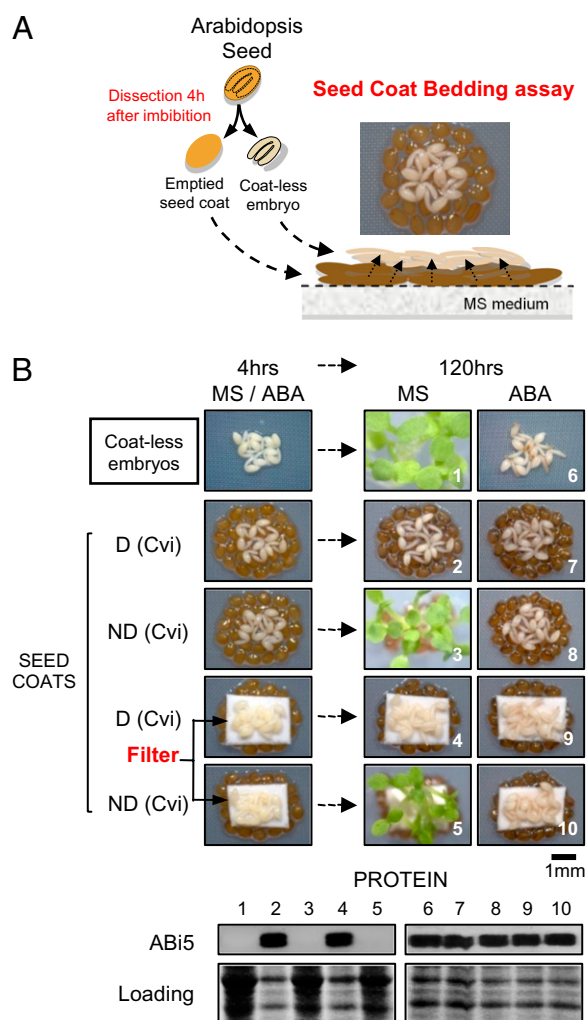 A
Arabidopsis
Seed
Dissection 4h
after imbibition
Seed Coat Bedding assay
Emptied
seed coat
Coat-less
embryo
MS medium
B
4hrs
120hrs
MS / ABA
MS
ABA
Coat-less
embryos
1
6
SEED
COATS
D (Cvi)
2
7
ND (Cvi)
3
8
D (Cvi)
4
9
Filter
ND (Cvi)
5
10
1mm
PROTEIN
1 2 3 4 5 6 7 8 9 10
ABi5
Loading